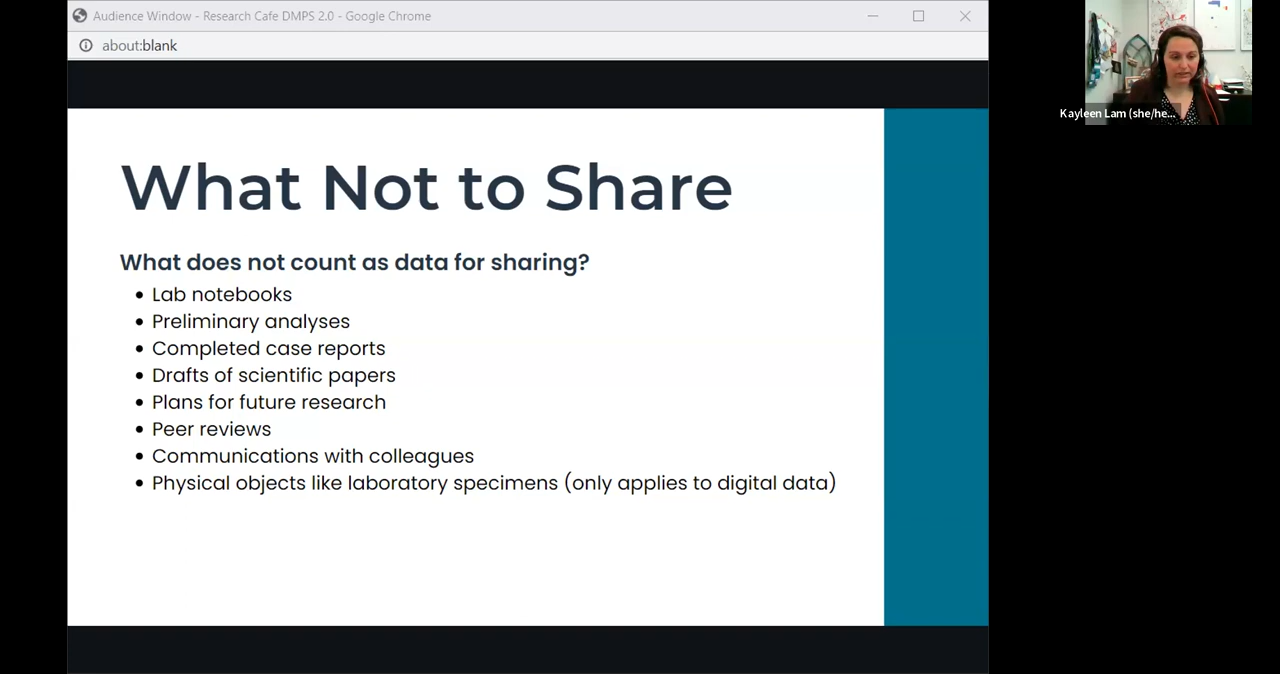 Audience Window - Research Cafe DMPS 2.0 - Google Chrome
about:blank
Kayleen Lam (she/he...
What Not to Share
What does not count as data for sharing?
• Lab notebooks
• Preliminary analyses
• Completed case reports
• Drafts of scientific papers
• Plans for future research
• Peer reviews
• Communications with colleagues
• Physical objects like laboratory specimens (only applies to digital data)